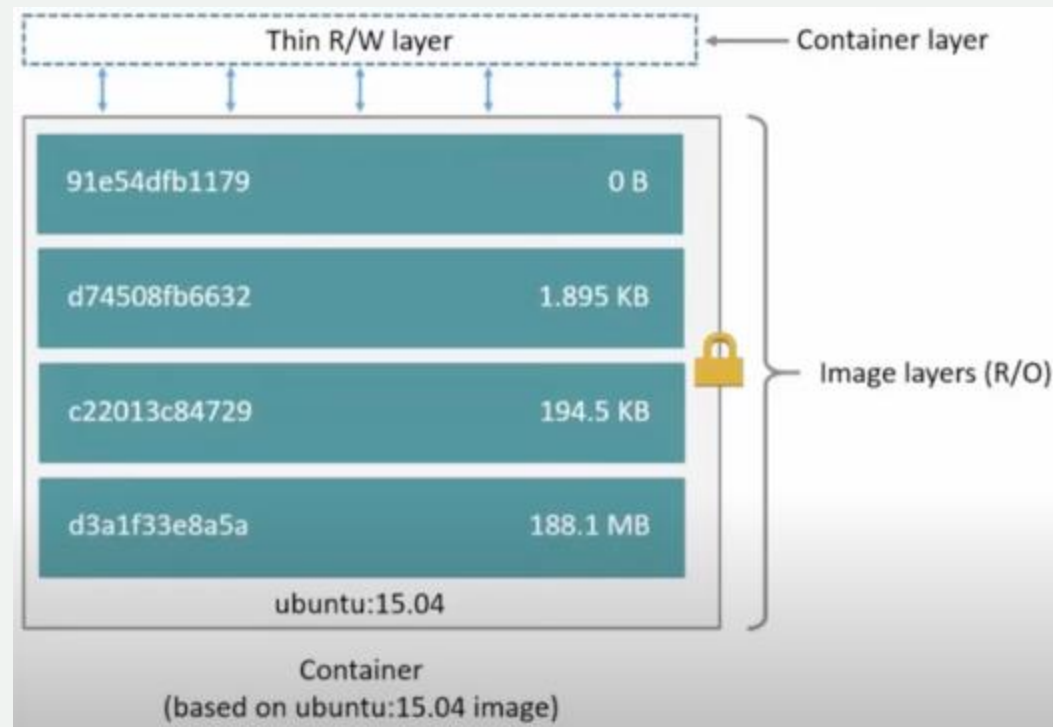 Thin R/W layer
Container layer
91e54dfb1179 0 B
d74508fb6632 1.895 KB
c22013c84729 194.5 KB
Image layers (R/O)
d3a1f33e8a5a 188.1 MB
ubuntu:15.04
Container
(based on ubuntu:15.04 image)